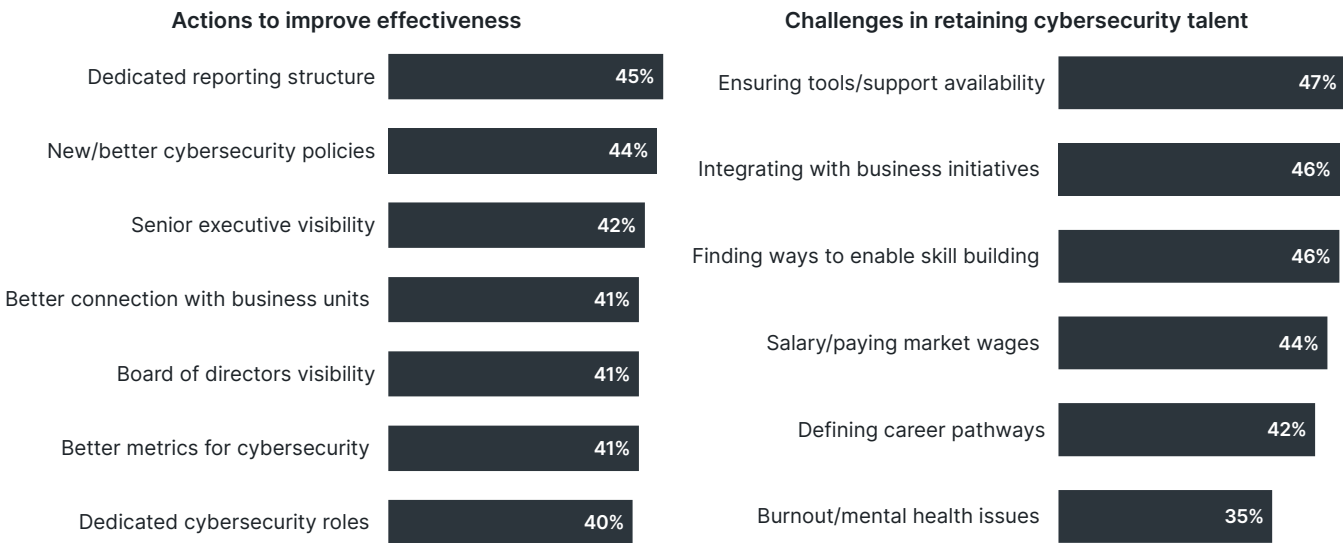 Actions to improve effectiveness
Dedicated reporting structure 45%
New/better cybersecurity policies 44%
Senior executive visibility 42%
Better connection with business units 41%
Board of directors visibility 41%
Better metrics for cybersecurity 41%
Dedicated cybersecurity roles 40%
Challenges in retaining cybersecurity talent
Ensuring tools/support availability 47%
Integrating with business initiatives 46%
Finding ways to enable skill building 46%
Salary/paying market wages 44%
Defining career pathways 42%
Burnout/mental health issues 35%